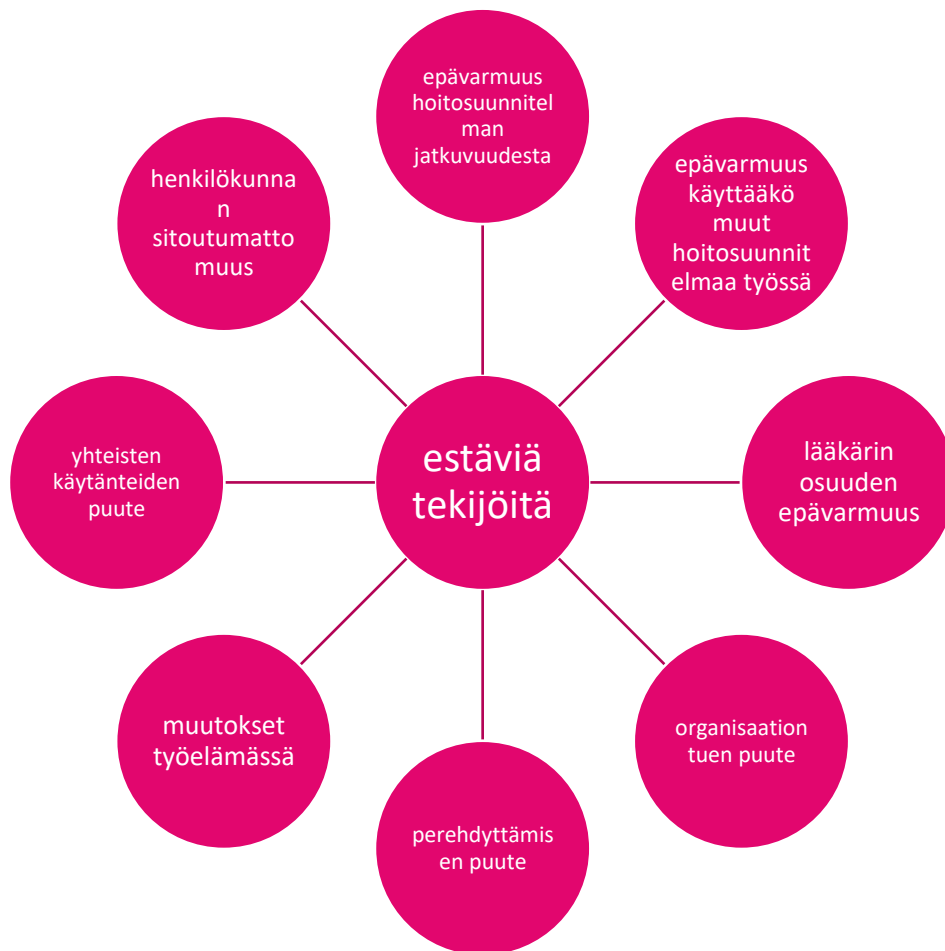 epävarmuus
hoitosuunnitel
man
jatkuvuudesta
epävarmuus
käyttääkö
muut
hoitosuunnit
elmaa työssä
lääkärin
osuuden
epävarmuus
organisaation
tuen puute
perehdyttämis
en puute
muutokset
työelämässä
yhteisten
käytänteiden
puute
henkilökunna
n
sitoutumatto
muus
estäviä
tekijöitä